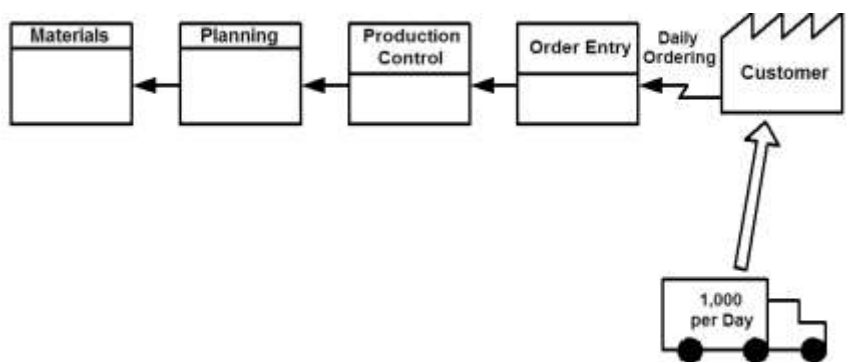 Materials
Planning
Production
Control
Order Entry
Daily
Ordering
Customer
1,000
per Day